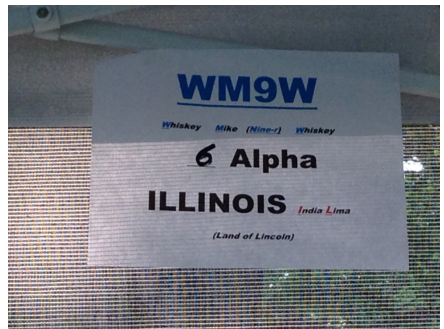 WM9W
Whiskey Mike (Nine-r) Whiskey
6 Alpha
ILLINOIS India Lima
(Land of Lincoln)